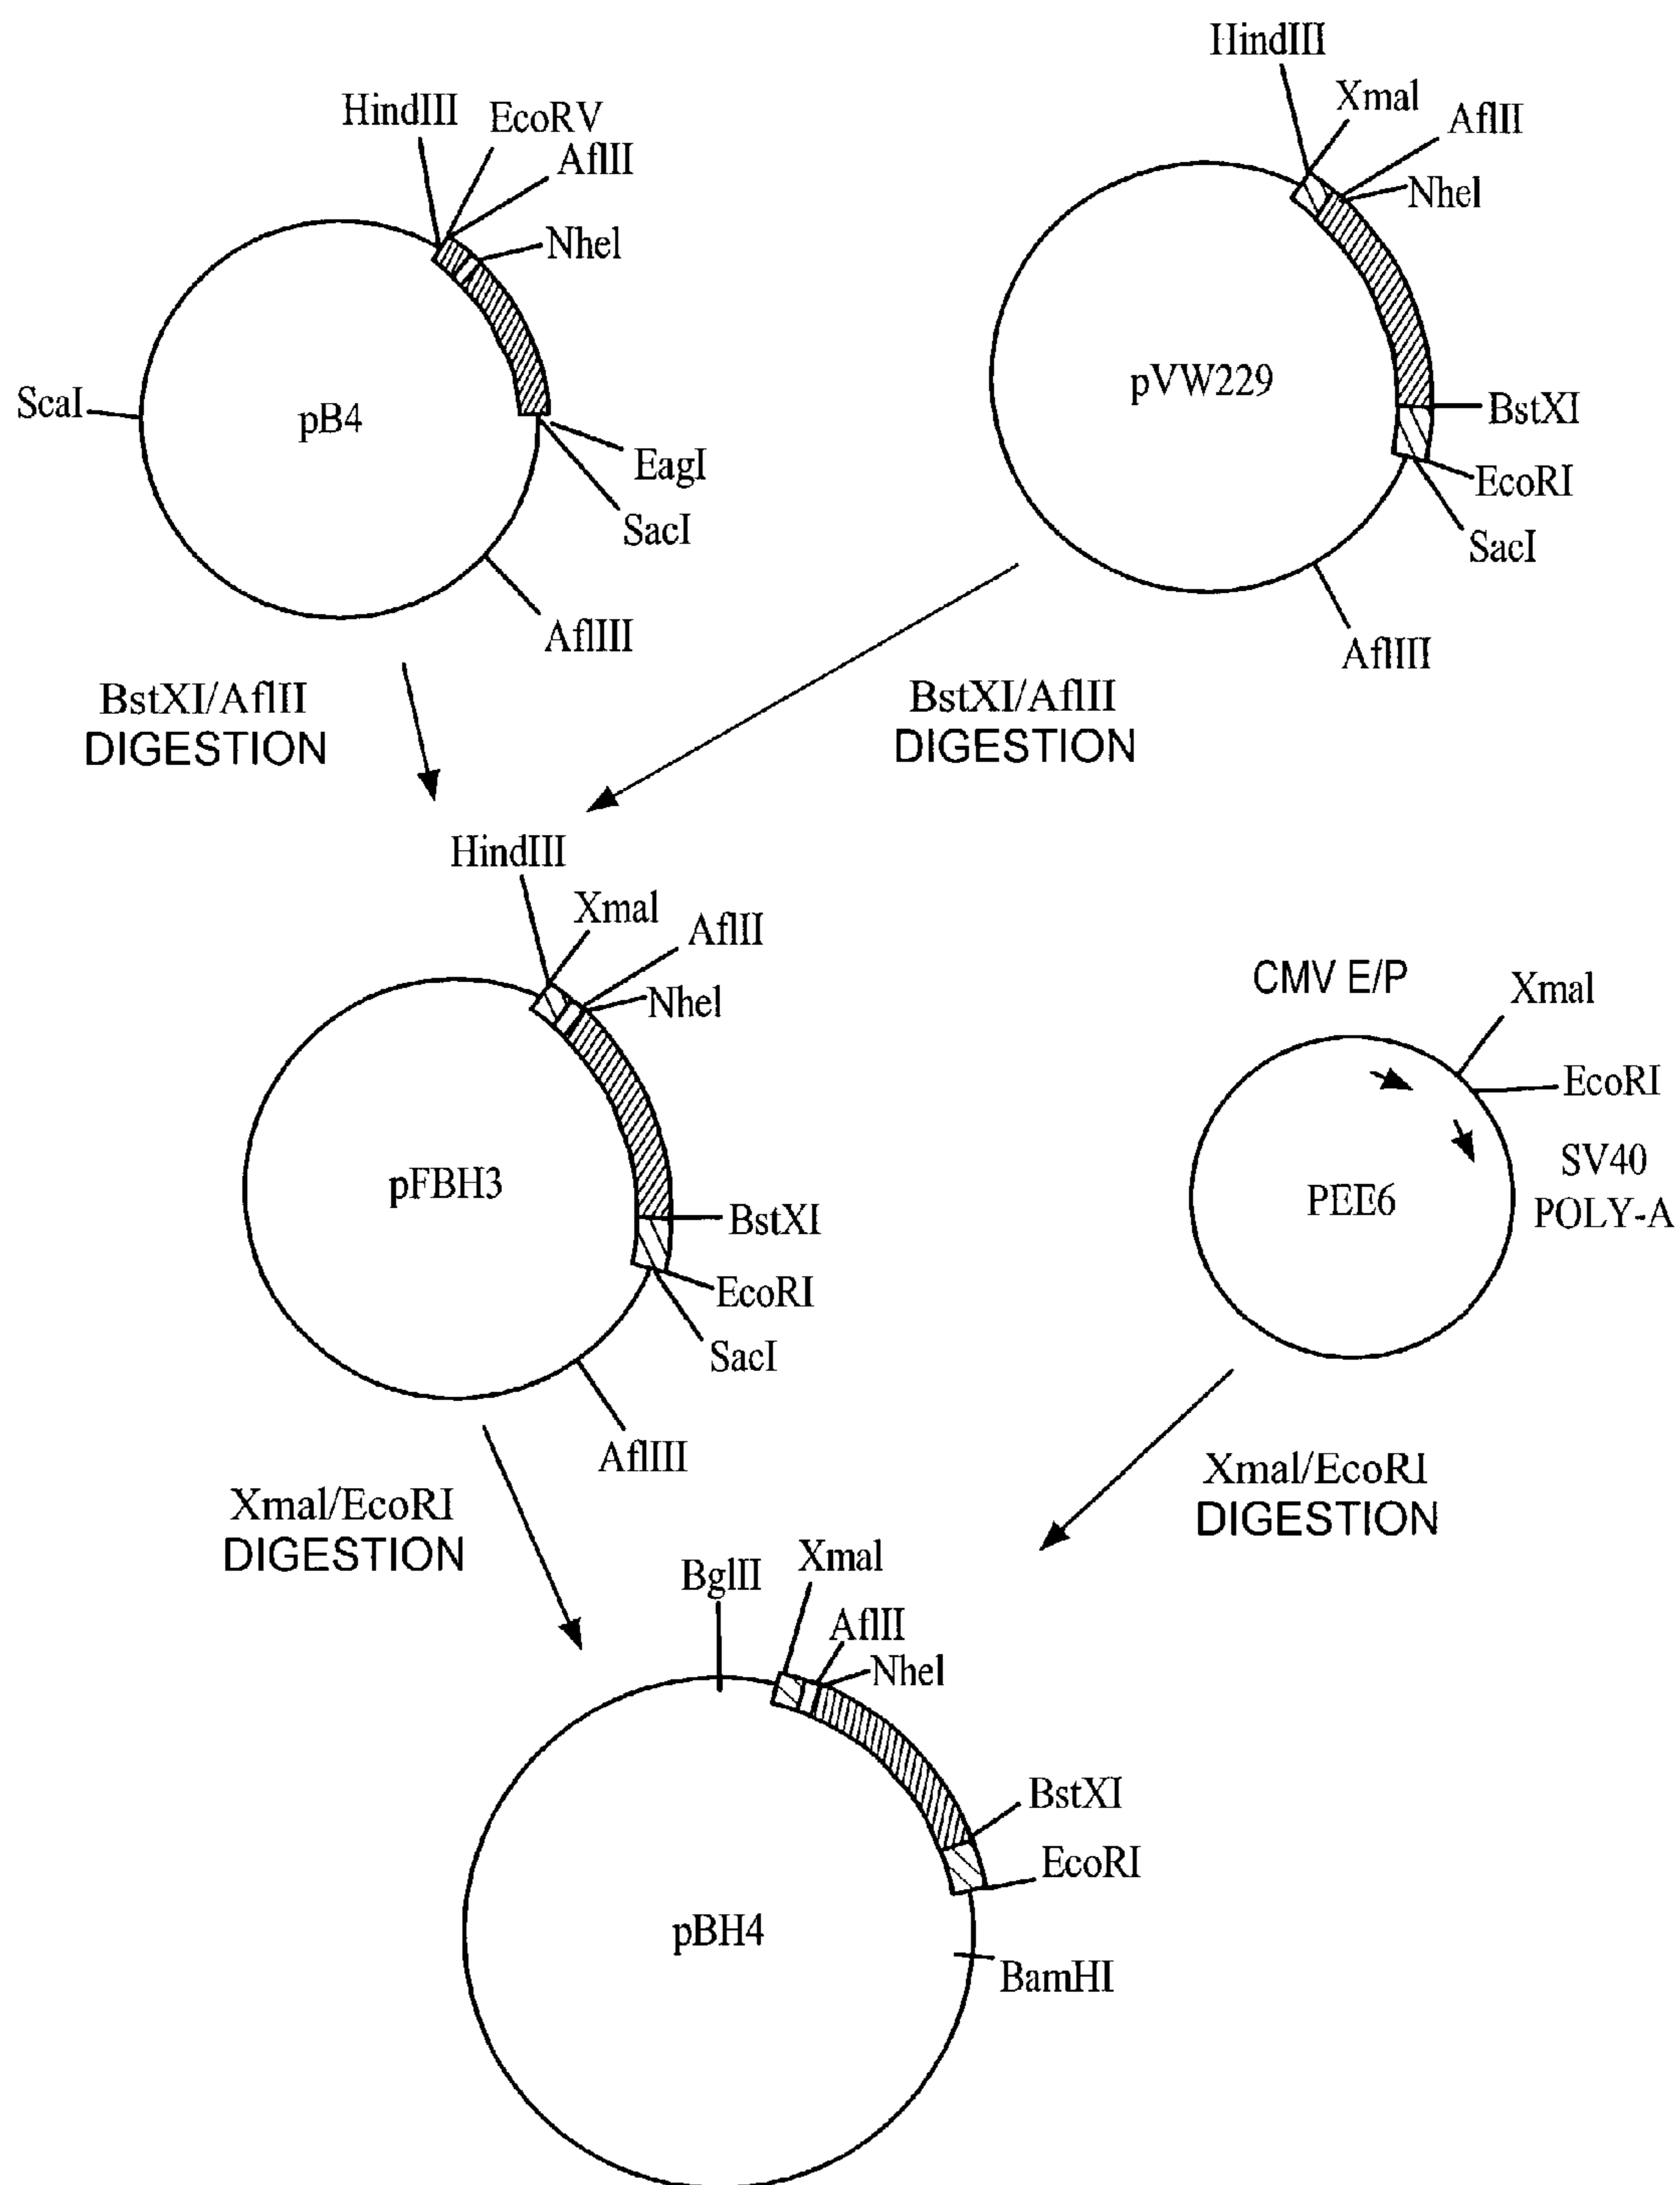 HindIII
EcoRV
AflII
NheI
ScaI
pB4
EagI
SacI
AflIII
HindIII
XmaI
AflII
NheI
pVW229
BstXI
EcoRI
SacI
AflIII
BstXI/AflII
DIGESTION
BstXI/AflII
DIGESTION
HindIII
XmaI
AflII
NheI
pFBH3
BstXI
EcoRI
SacI
AflIII
CMV E/P
XmaI
EcoRI
SV40
POLY-A
PEE6
XmaI/EcoRI
DIGESTION
XmaI/EcoRI
DIGESTION
BglII
XmaI
AflII
NheI
BstXI
EcoRI
pBH4
BamHI